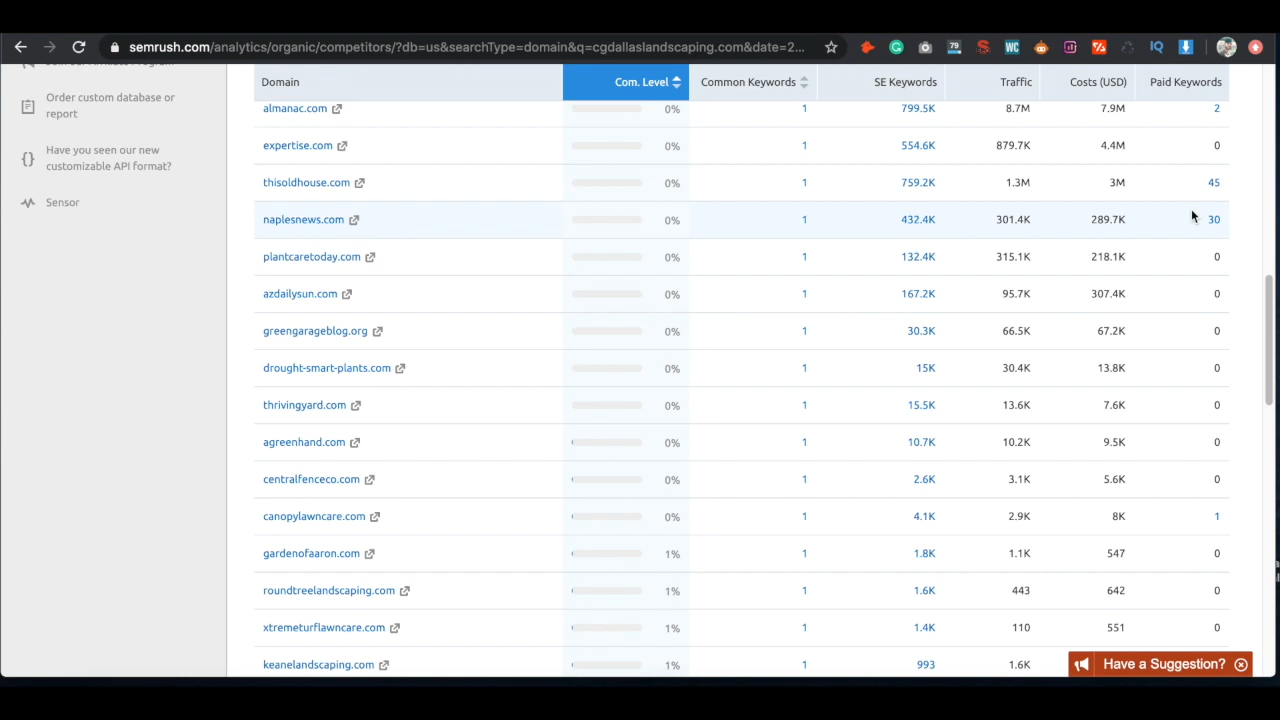 semrush.com/analytics/organic/competitors/?db=us&searchType=domain&q=cgdallaslandscaping.com&date=2...
79
WC
IQ
Order custom database or
report
Have you seen our new
customizable API format?
Sensor
Domain Com. Level Common Keywords SE Keywords Traffic Costs (USD) Paid Keywords
almanac.com 0% 1 799.5K 8.7M 7.9M 2
expertise.com 0% 1 554.6K 879.7K 4.4M 0
thisoldhouse.com 0% 1 759.2K 1.3M 3M 45
naplesnews.com 0% 1 432.4K 301.4K 289.7K 30
plantcaretoday.com 0% 1 132.4K 315.1K 218.1K 0
azdailysun.com 0% 1 167.2K 95.7K 307.4K 0
greengarageblog.org 0% 1 30.3K 66.5K 67.2K 0
drought-smart-plants.com 0% 1 15K 30.4K 13.8K 0
thrivingyard.com 0% 1 15.5K 13.6K 7.6K 0
agreenhand.com 0% 1 10.7K 10.2K 9.5K 0
centralfenceco.com 0% 1 2.6K 3.1K 5.6K 0
canopylawncare.com 0% 1 4.1K 2.9K 8K 1
gardenofaaron.com 1% 1 1.8K 1.1K 547 0
roundtreelandscaping.com 1% 1 1.6K 443 642 0
xtremeturflawncare.com 1% 1 1.4K 110 551 0
keanelandscaping.com 1% 1 993 1.6K
Have a Suggestion?